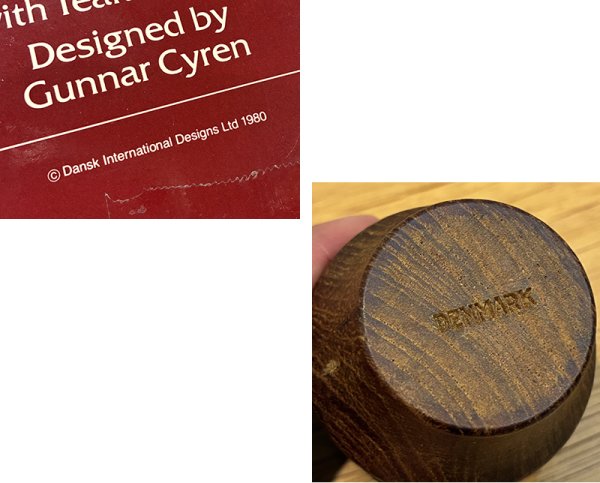 Designed by
Gunnar Cyren
© Dansk International Designs Ltd 1980
DENMARK